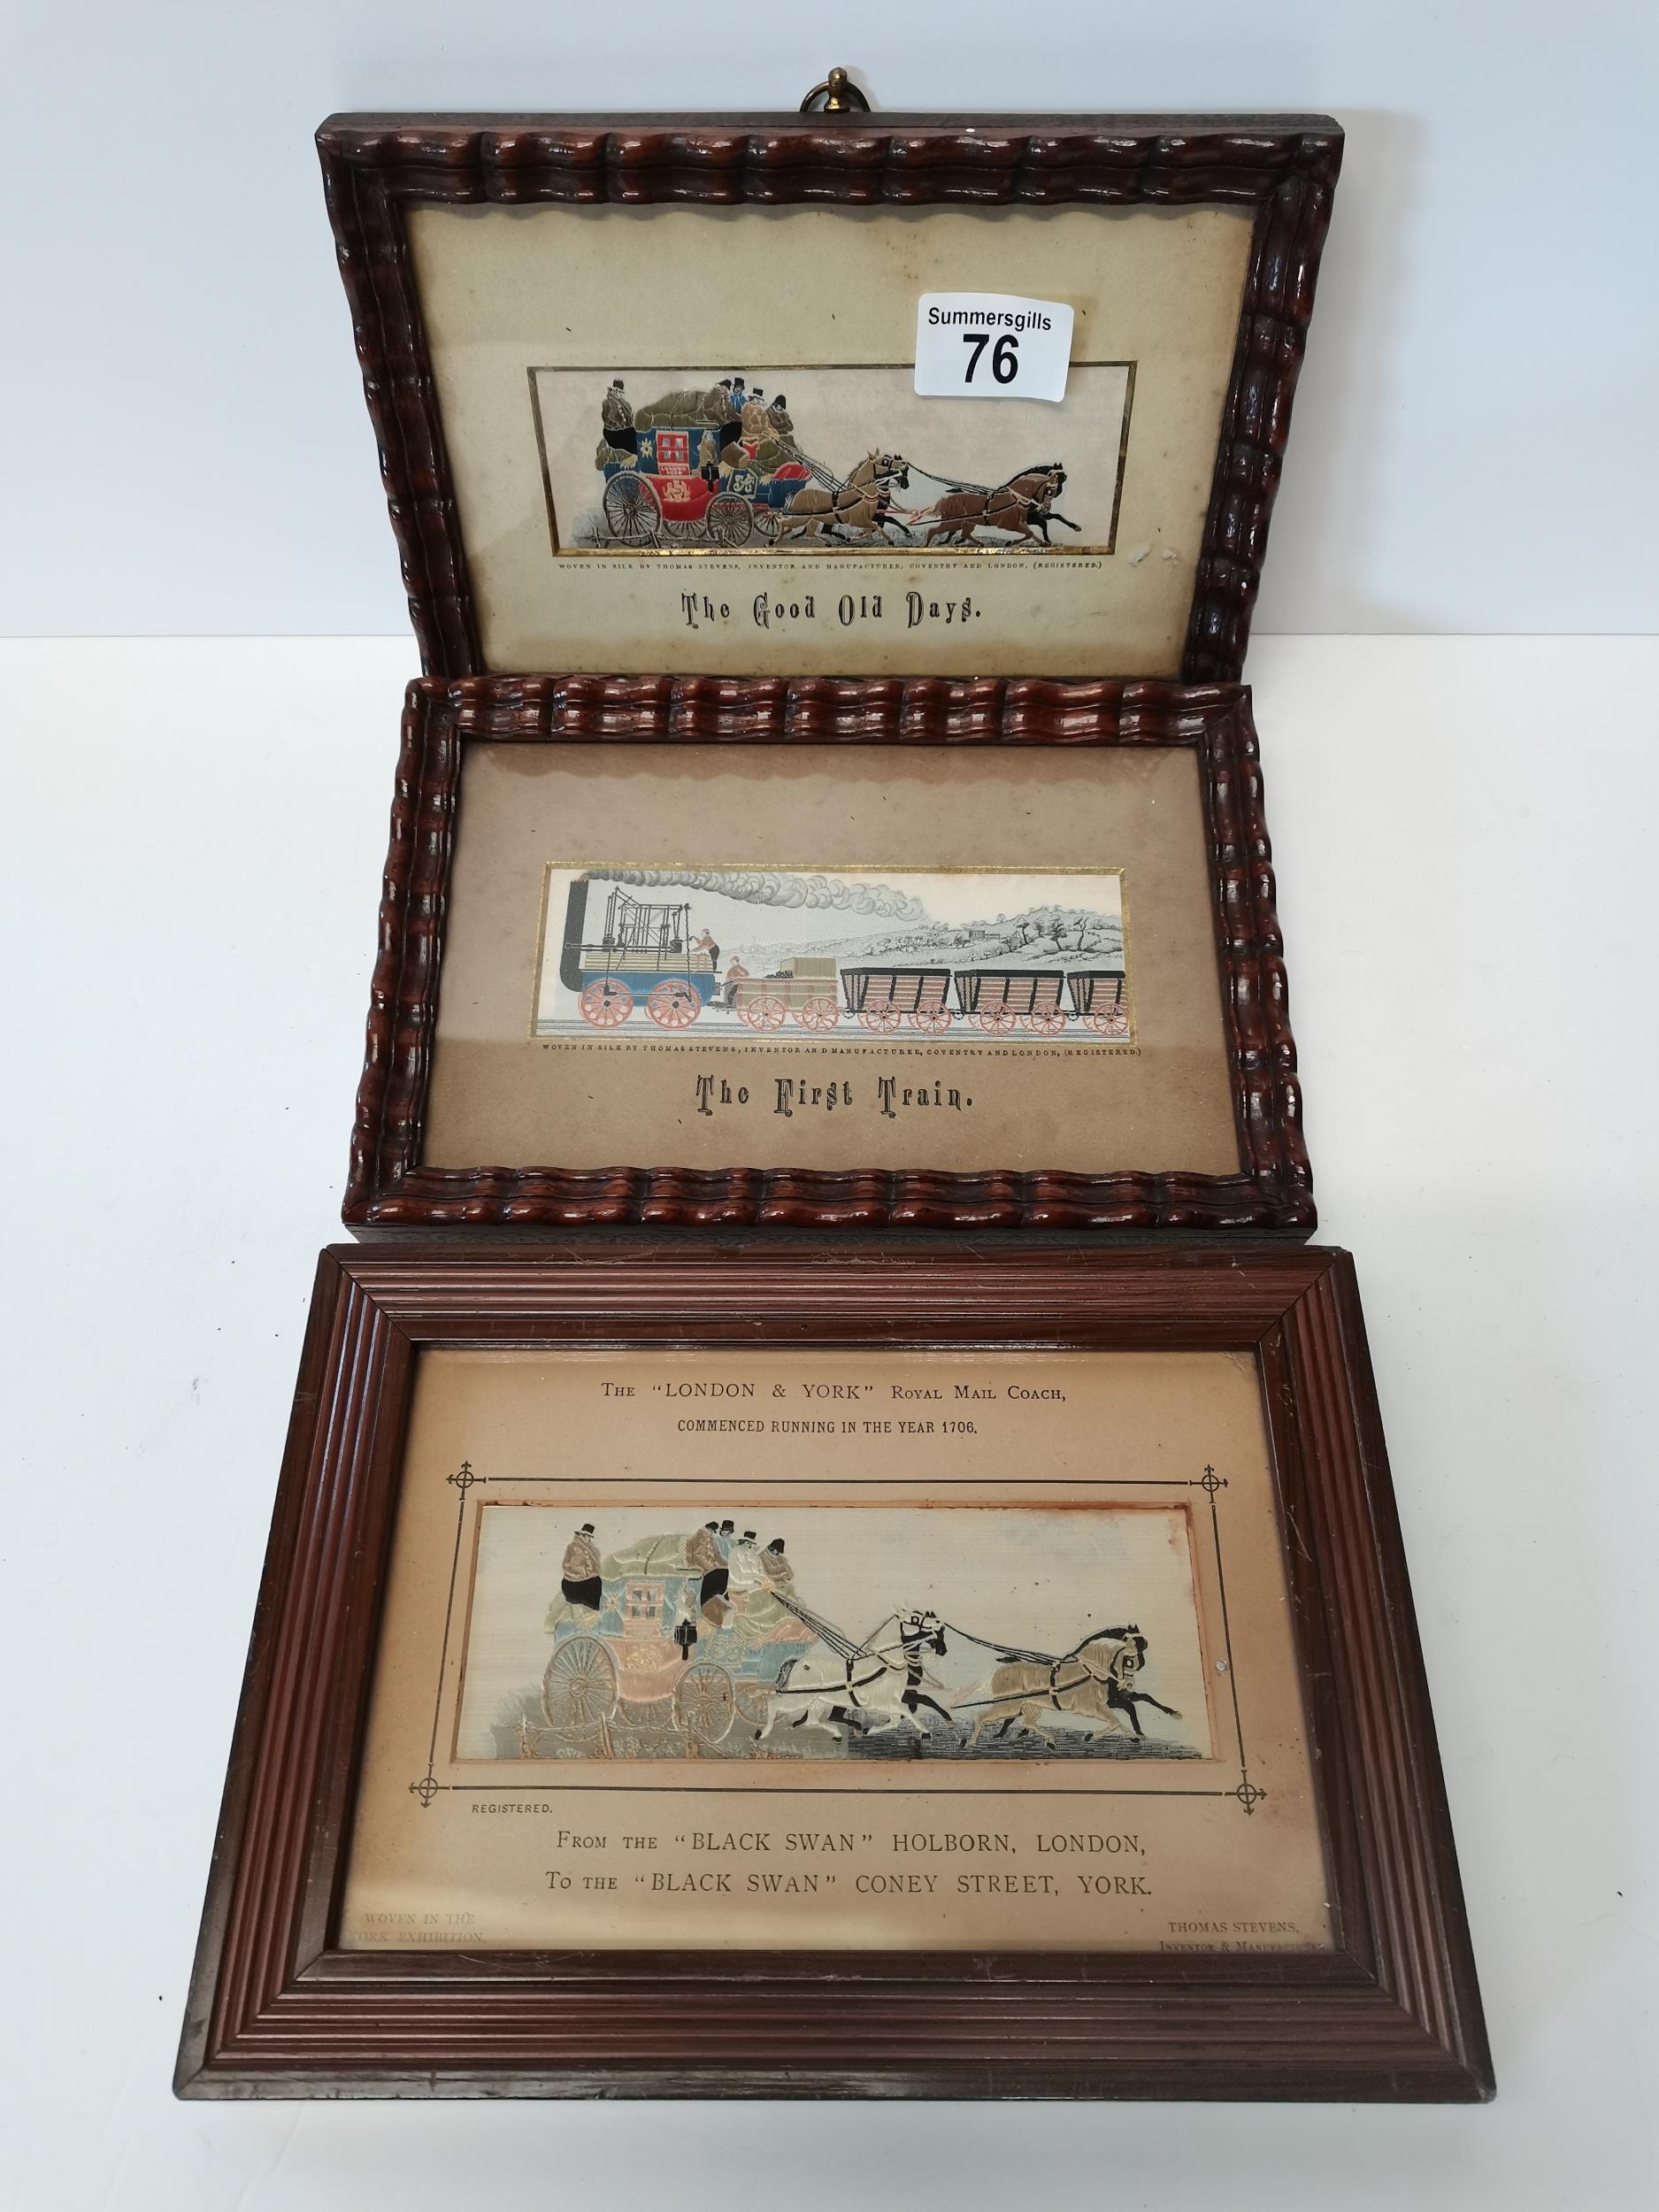 Summersgills
76
WOVEN IN SILK BY THOMAS STEVENS, INVENTOR AND MANUFACTURER, COVENTRY AND LONDON, (REGISTERED.)
The Good Old Days.
WOVEN IN SILK BY THOMAS STEVENS, INVENTOR AND MANUFACTURER, COVENTRY AND LONDON, (REGISTERED.)
The First Train.
THE "LONDON & YORK" ROYAL MAIL COACH,
COMMENCED RUNNING IN THE YEAR 1706.
REGISTERED.
FROM THE "BLACK SWAN" HOLBORN, LONDON,
TO THE "BLACK SWAN" CONEY STREET, YORK.
WOVEN IN THE
YORK EXHIBITION.
THOMAS STEVENS,
INVENTOR &